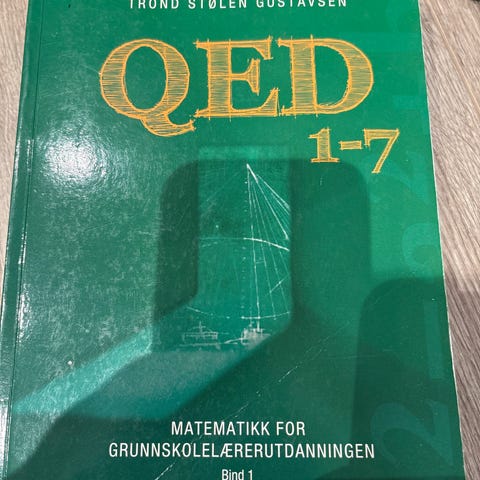 TROND STØLEN GUSTAVSEN
QED
1-7
MATEMATIKK FOR
GRUNNSKOLELÆRERUTDANNINGEN
Bind 1